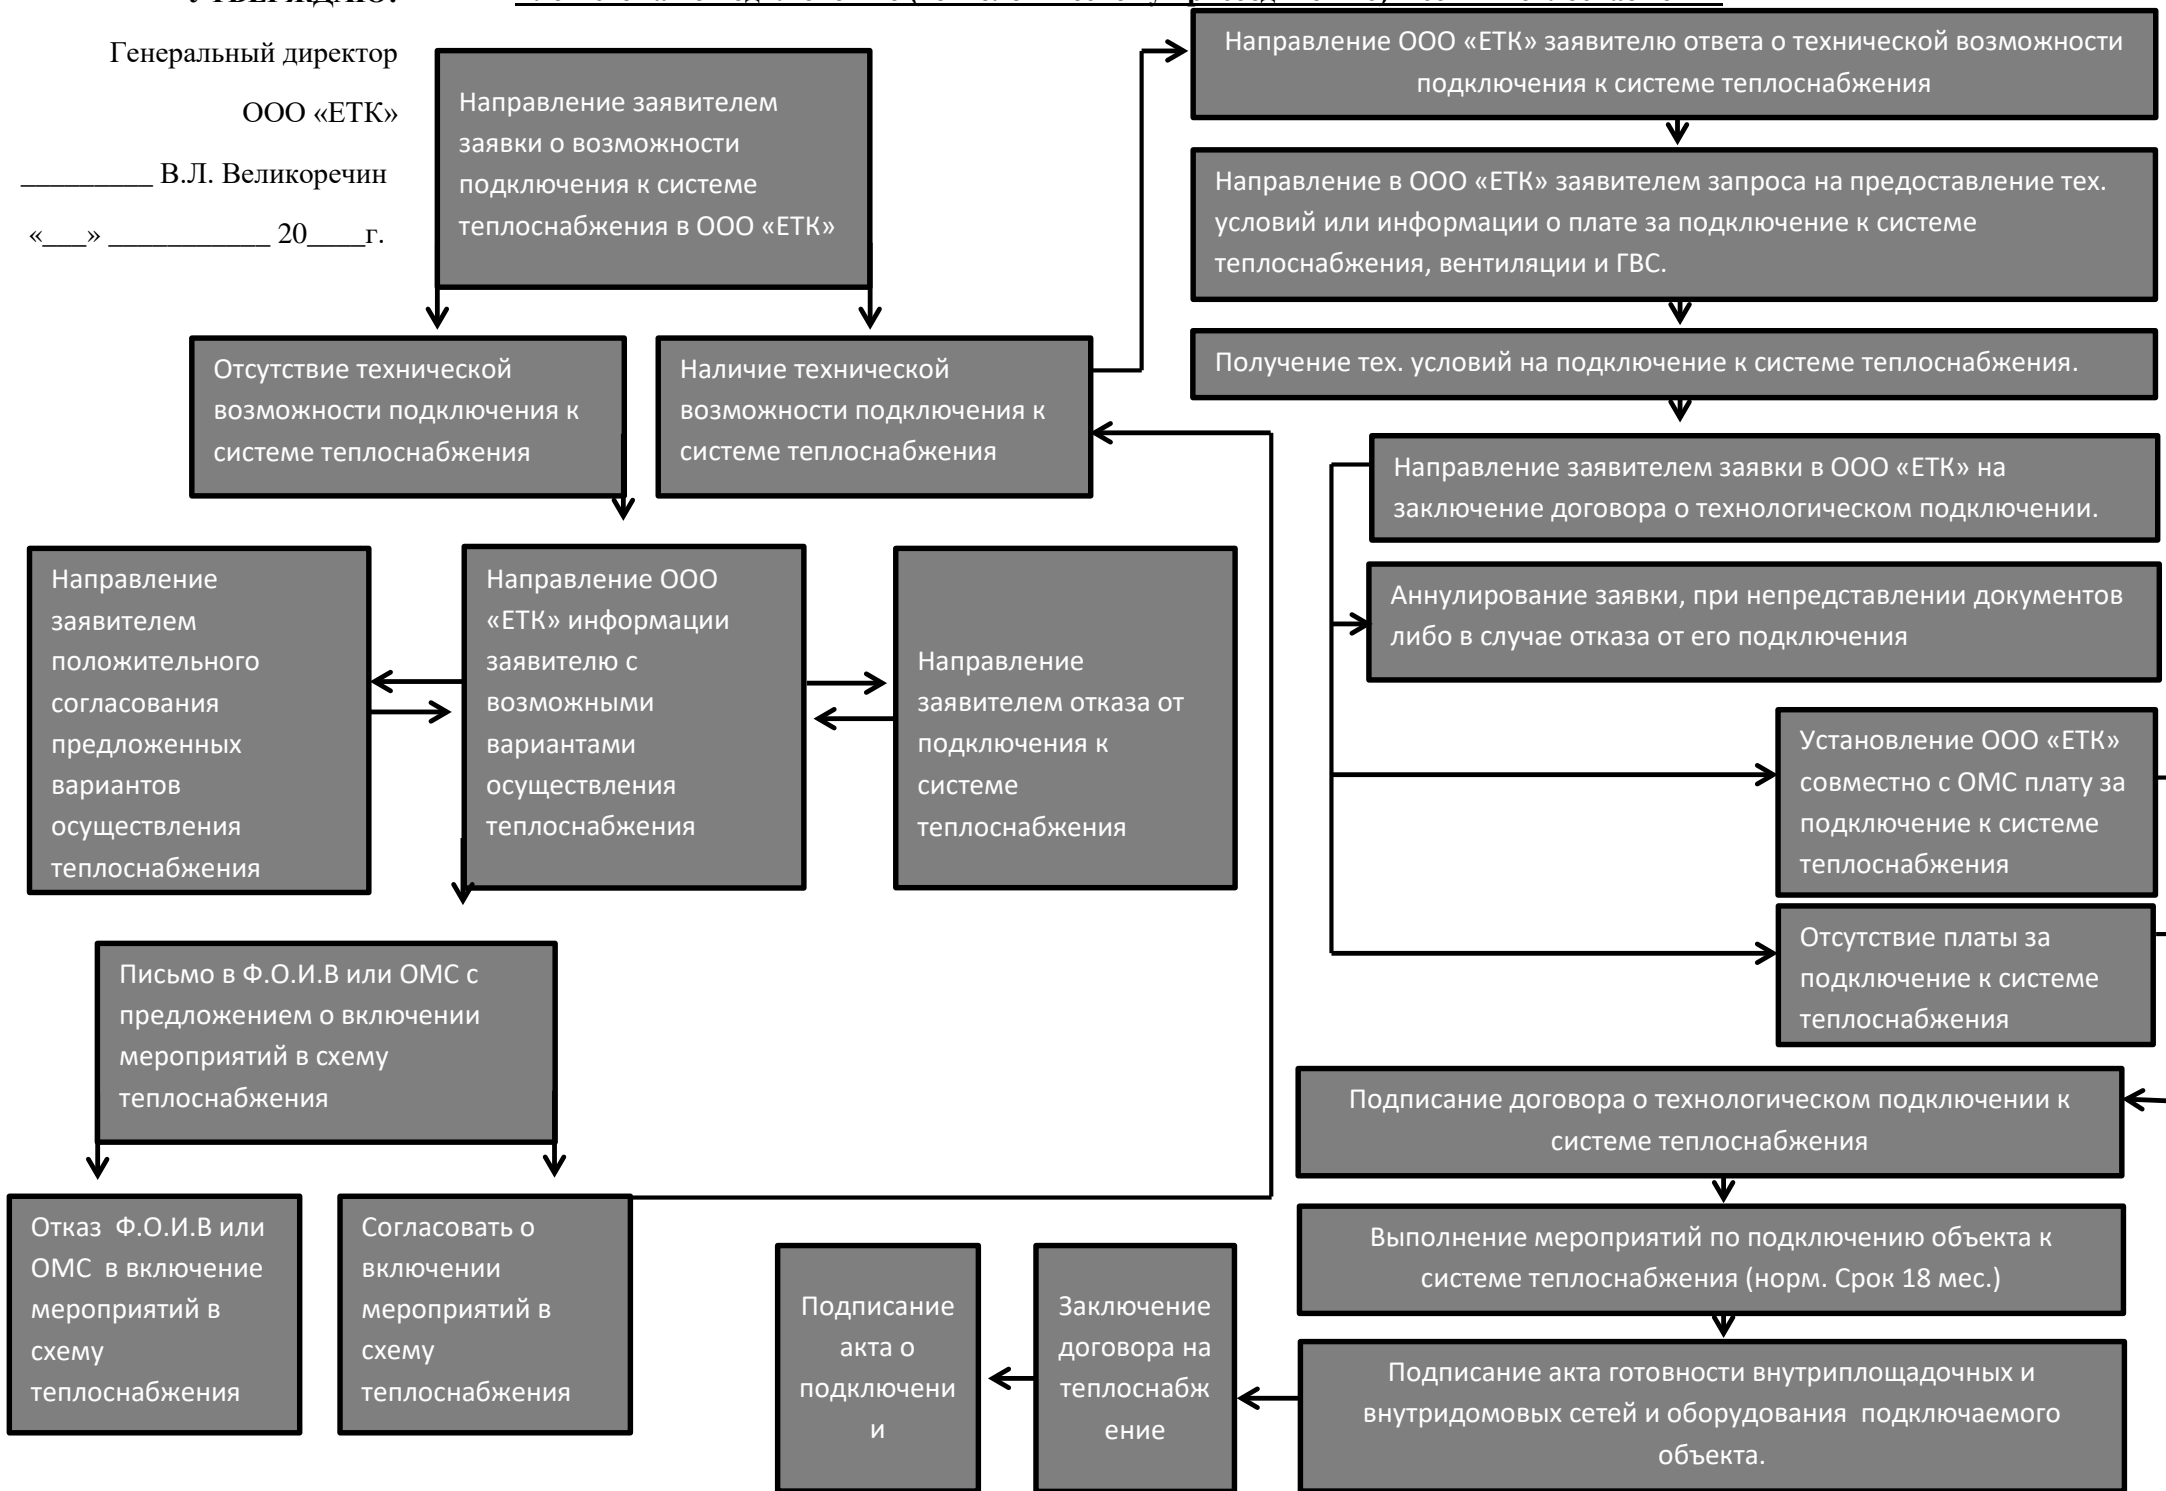 УТВЕРЖДАЮ:
Генеральный директор
ООО «ЕТК»
_________ В.Л. Великоречин
«___» ___________ 20____г.
Направление заявителем
заявки о возможности
подключения к системе
теплоснабжения в ООО «ЕТК»
Отсутствие технической
возможности подключения к
системе теплоснабжения
Наличие технической
возможности подключения к
системе теплоснабжения
Направление
заявителем
положительного
согласования
предложенных
вариантов
осуществления
теплоснабжения
Направление ООО
«ЕТК» информации
заявителю с
возможными
вариантами
осуществления
теплоснабжения
Направление
заявителем отказа от
подключения к
системе
теплоснабжения
Письмо в Ф.О.И.В или ОМС с
предложением о включении
мероприятий в схему
теплоснабжения
Отказ  Ф.О.И.В или
ОМС  в включение
мероприятий в
схему
теплоснабжения
Согласовать о
включении
мероприятий в
схему
теплоснабжения
Направление ООО «ЕТК» заявителю ответа о технической возможности
подключения к системе теплоснабжения
Направление в ООО «ЕТК» заявителем запроса на предоставление тех.
условий или информации о плате за подключение к системе
теплоснабжения, вентиляции и ГВС.
Получение тех. условий на подключение к системе теплоснабжения.
Направление заявителем заявки в ООО «ЕТК» на
заключение договора о технологическом подключении.
Аннулирование заявки, при непредставлении документов
либо в случае отказа от его подключения
Установление ООО «ЕТК»
совместно с ОМС плату за
подключение к системе
теплоснабжения
Отсутствие платы за
подключение к системе
теплоснабжения
Подписание договора о технологическом подключении к
системе теплоснабжения
Выполнение мероприятий по подключению объекта к
системе теплоснабжения (норм. Срок 18 мес.)
Подписание акта готовности внутриплощадочных и
внутридомовых сетей и оборудования  подключаемого
объекта.
Заключение
договора на
теплоснабж
ение
Подписание
акта о
подключени
и